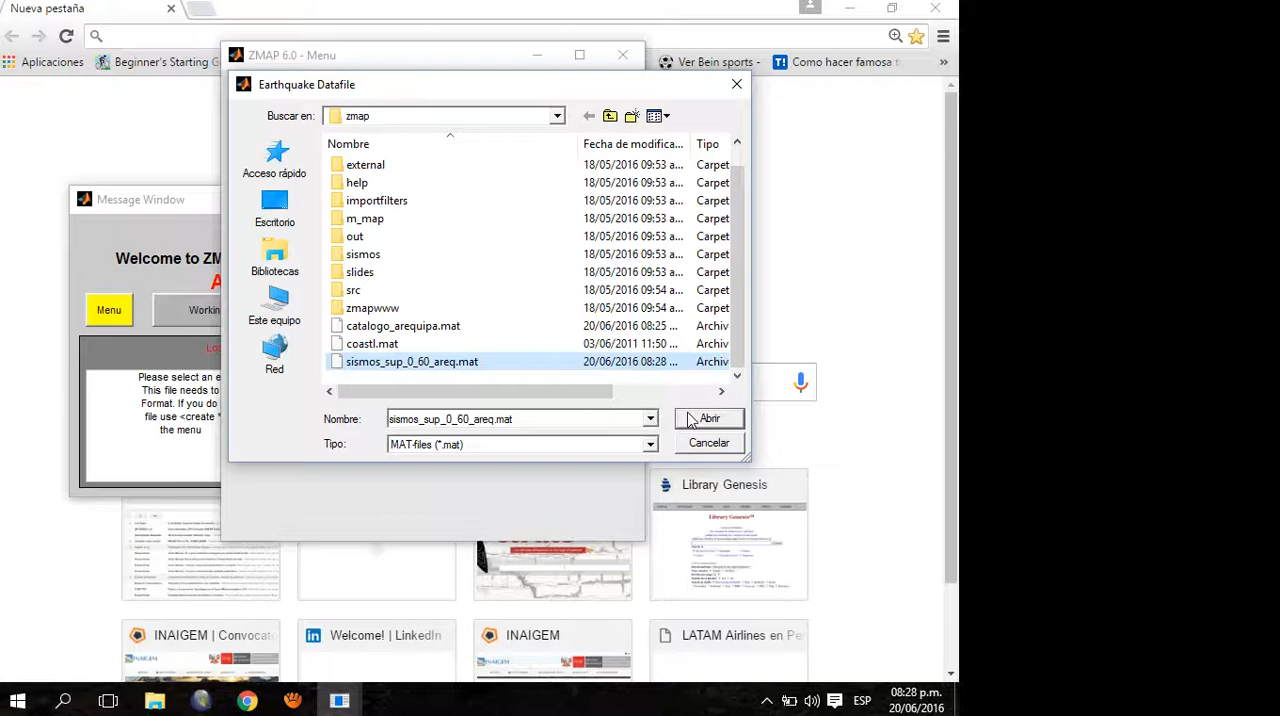 Nueva pestaña
Aplicaciones
Beginner's Starting G
Ver Bein sports -
Como hacer famosa t
ZMAP 6.0 - Menu
Earthquake Datafile
Buscar en:
zmap
Nombre
Fecha de modifica...
Tipo
Acceso rápido
Escritorio
Bibliotecas
Este equipo
Red
external 18/05/2016 09:53 a... Carpet
help 18/05/2016 09:53 a... Carpet
importfilters 18/05/2016 09:53 a... Carpet
m_map 18/05/2016 09:53 a... Carpet
out 18/05/2016 09:53 a... Carpet
sismos 18/05/2016 09:53 a... Carpet
slides 18/05/2016 09:53 a... Carpet
src 18/05/2016 09:54 a... Carpet
zmapwww 18/05/2016 09:54 a... Carpet
catalogo_arequipa.mat 20/06/2016 08:25 ... Archiv
coastl.mat 03/06/2011 11:50 ... Archiv
sismos_sup_0_60_areq.mat 20/06/2016 08:28 ... Archiv
Nombre:
sismos_sup_0_60_areq.mat
Abrir
Tipo:
MAT-files (*.mat)
Cancelar
Message Window
Welcome to ZM
Menu
Workin
Please select an e
This file needs to
Format. If you do
file use <create *
the menu
Library Genesis
INAIGEM | Convocato
Welcome! | LinkedIn
INAIGEM
LATAM Airlines en Pe
ESP
08:28 p.m.
20/06/2016